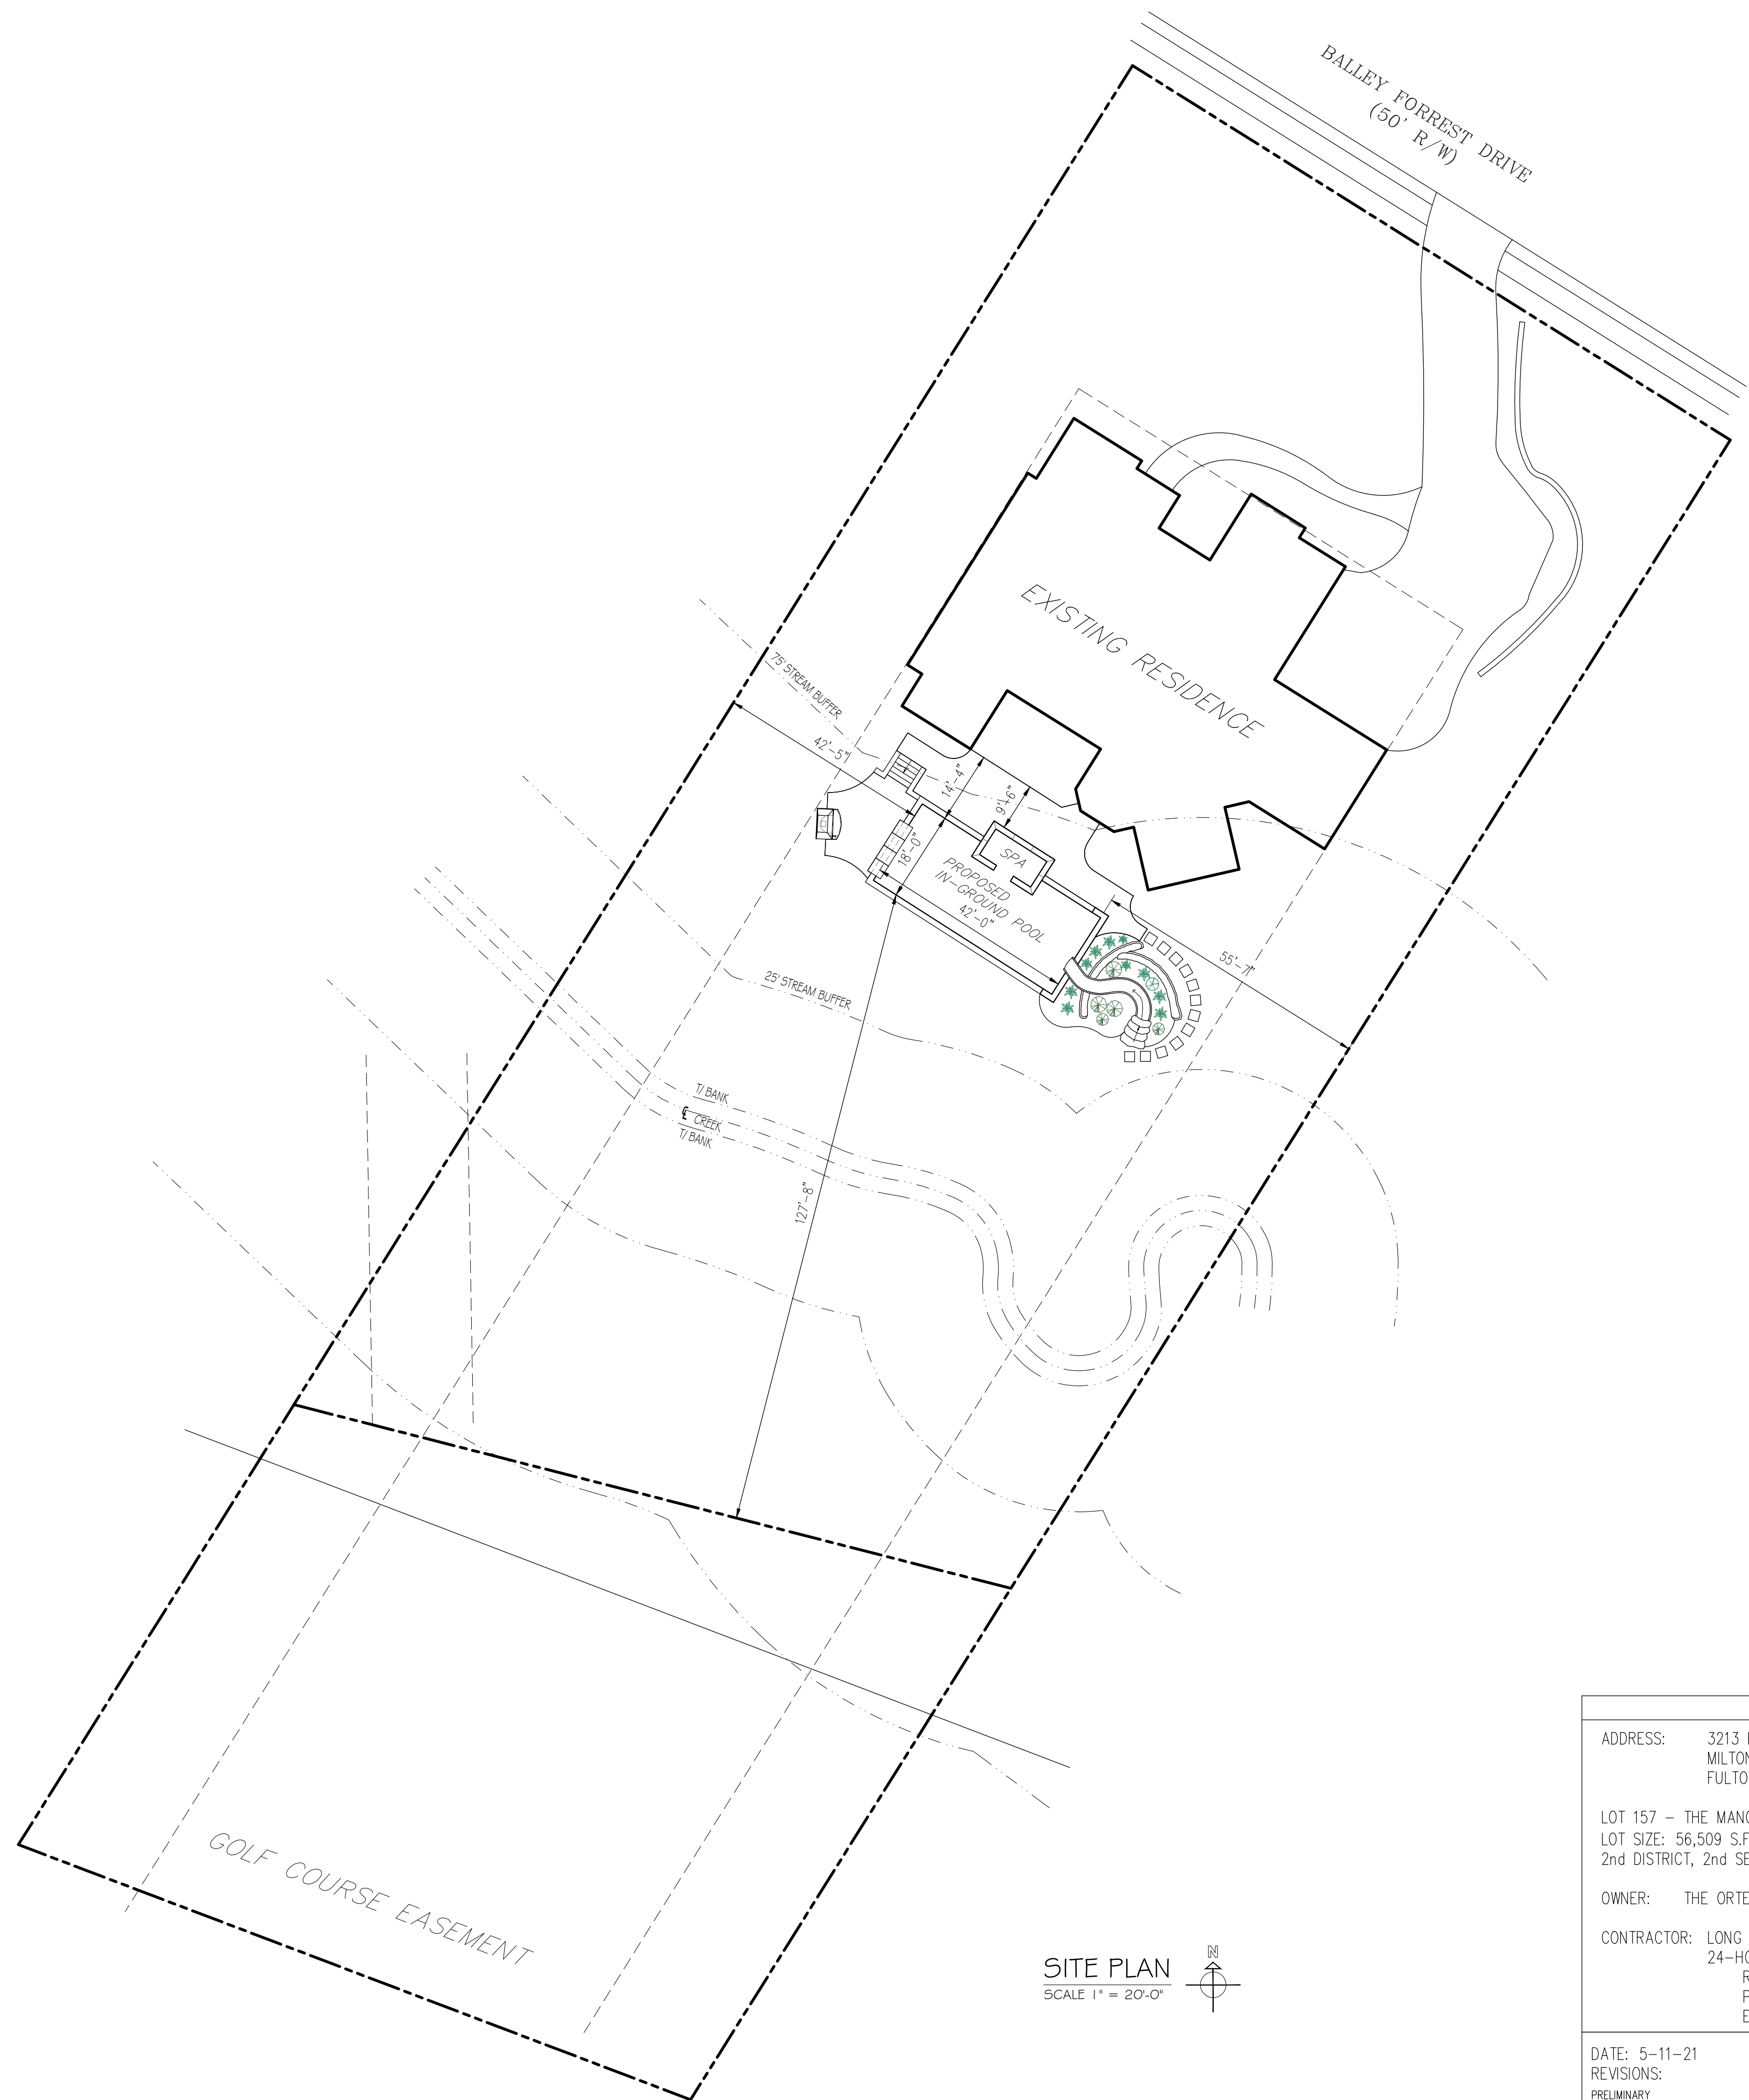 BALLEY FORREST DRIVE
(50' R/W)
EXISTING RESIDENCE
75' STREAM BUFFER
42'-5"
14'-4"
9'-6"
18'-0"
SPA
PROPOSED
IN-GROUND POOL
42'-0"
55'-7"
25' STREAM BUFFER
T/ BANK
CREEK
T/ BANK
127'-8"
GOLF COURSE EASEMENT
SITE PLAN
SCALE 1" = 20'-0"
N
ADDRESS: 3213
MILTON
FULTO
LOT 157 - THE MANO
LOT SIZE: 56,509 S.F
2nd DISTRICT, 2nd SE
OWNER: THE ORTE
CONTRACTOR: LONG
24-HO
R
P
E
DATE: 5-11-21
REVISIONS:
PRELIMINARY